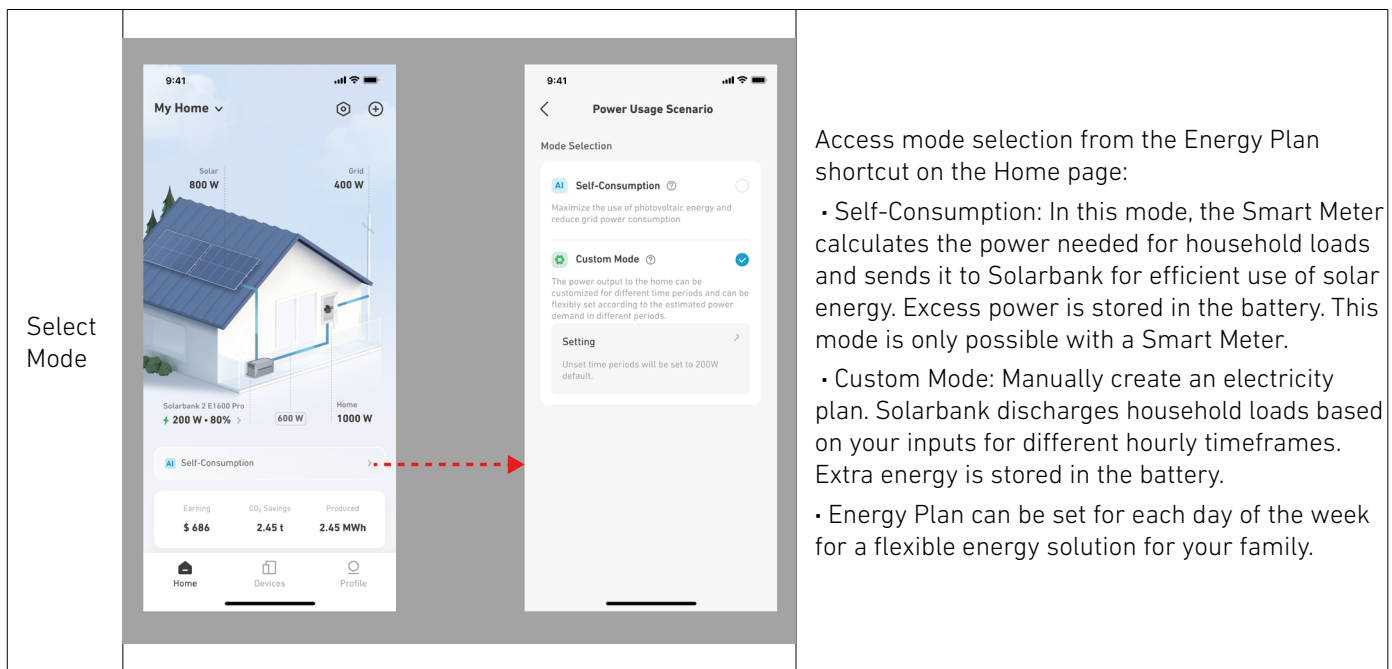 Select
Mode
9:41
My Home
Solar
800 W
Grid
400 W
Solarbank 2 E1600 Pro
200 W • 80% >
600 W
Home
1000 W
AI Self-Consumption >
Earning
$ 686
CO₂ Savings
2.45 t
Produced
2.45 MWh
Home
Devices
Profile
9:41
Power Usage Scenario
Mode Selection
AI Self-Consumption ?
Maximize the use of photovoltaic energy and
reduce grid power consumption
Custom Mode ?
The power output to the home can be
customized for different time periods and can be
flexibly set according to the estimated power
demand in different periods.
Setting >
Unset time periods will be set to 200W
default.
Access mode selection from the Energy Plan
shortcut on the Home page:
· Self-Consumption: In this mode, the Smart Meter
calculates the power needed for household loads
and sends it to Solarbank for efficient use of solar
energy. Excess power is stored in the battery. This
mode is only possible with a Smart Meter.
· Custom Mode: Manually create an electricity
plan. Solarbank discharges household loads based
on your inputs for different hourly timeframes.
Extra energy is stored in the battery.
· Energy Plan can be set for each day of the week
for a flexible energy solution for your family.